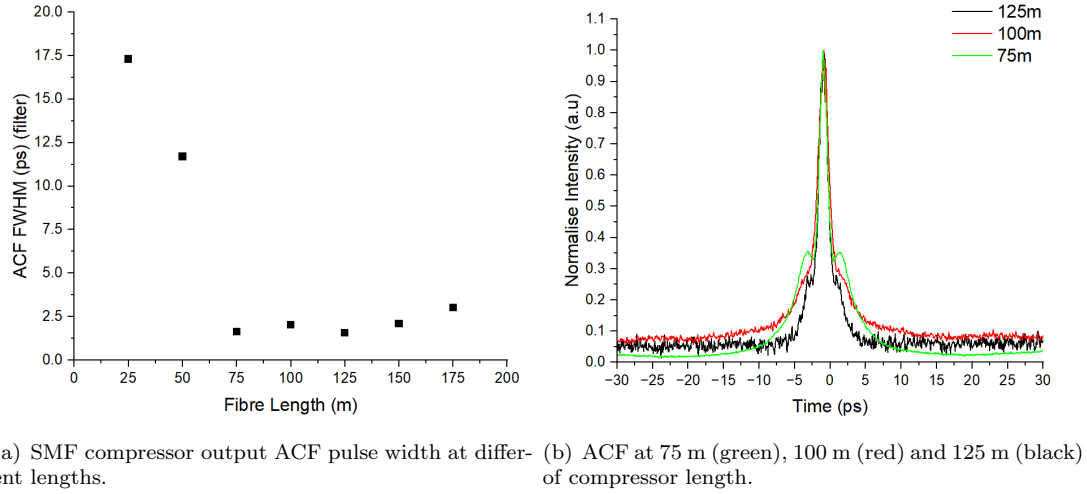 20.0
17.5
15.0
12.5
10.0
7.5
5.0
2.5
0.0
ACF FWHM (ps) (filter)
0 25 50 75 100 125 150 175 200
Fibre Length (m)
1.1
1.0
0.9
0.8
0.7
0.6
0.5
0.4
0.3
0.2
0.1
0.0
Normalise Intensity (a.u)
125m
100m
75m
−30 −25 −20 −15 −10 −5 0 5 10 15 20 25 30
Time (ps)
a) SMF compressor output ACF pulse width at differ-
ent lengths.
(b) ACF at 75 m (green), 100 m (red) and 125 m (black)
of compressor length.